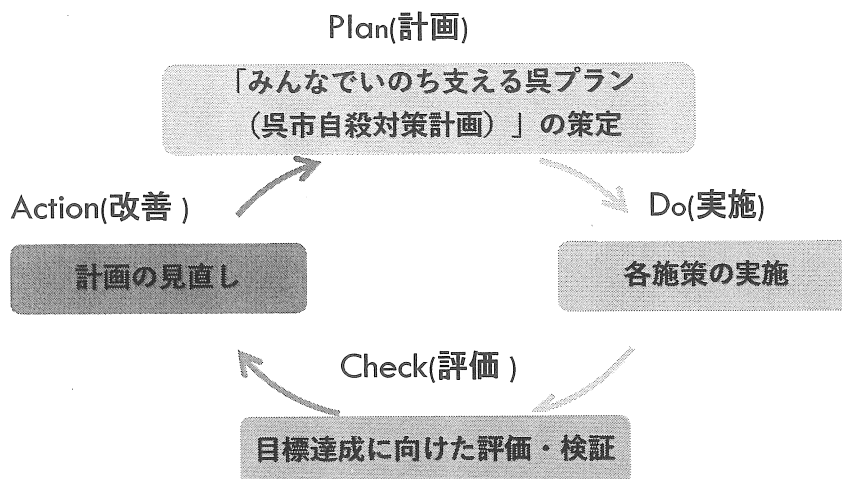 Plan(計画)
「みんなでいのち支える呉プラン
（呉市自殺対策計画）」の策定
Action(改善 )
Do(実施)
計画の見直し
各施策の実施
Check(評価 )
目標達成に向けた評価・検証